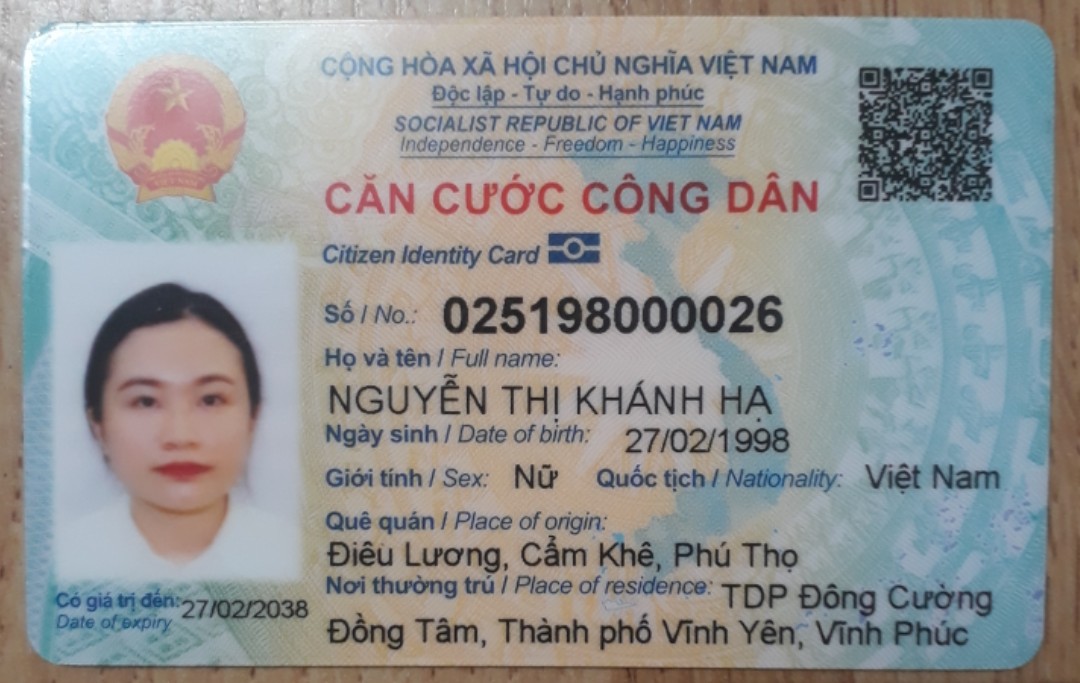 CỘNG HÒA XÃ HỘI CHỦ NGHĨA VIỆT NAM
Độc lập - Tự do - Hạnh phúc
SOCIALIST REPUBLIC OF VIET NAM
Independence - Freedom - Happiness
CĂN CƯỚC CÔNG DÂN
Citizen Identity Card
Số / No.: 025198000026
Họ và tên / Full name:
NGUYỄN THỊ KHÁNH HẠ
Ngày sinh / Date of birth: 27/02/1998
Giới tính / Sex: Nữ Quốc tịch / Nationality: Việt Nam
Quê quán / Place of origin:
Điêu Lương, Cẩm Khê, Phú Thọ
Nơi thường trú / Place of residence: TDP Đông Cường
Đồng Tâm, Thành phố Vĩnh Yên, Vĩnh Phúc
Có giá trị đến: 27/02/2038
Date of expiry